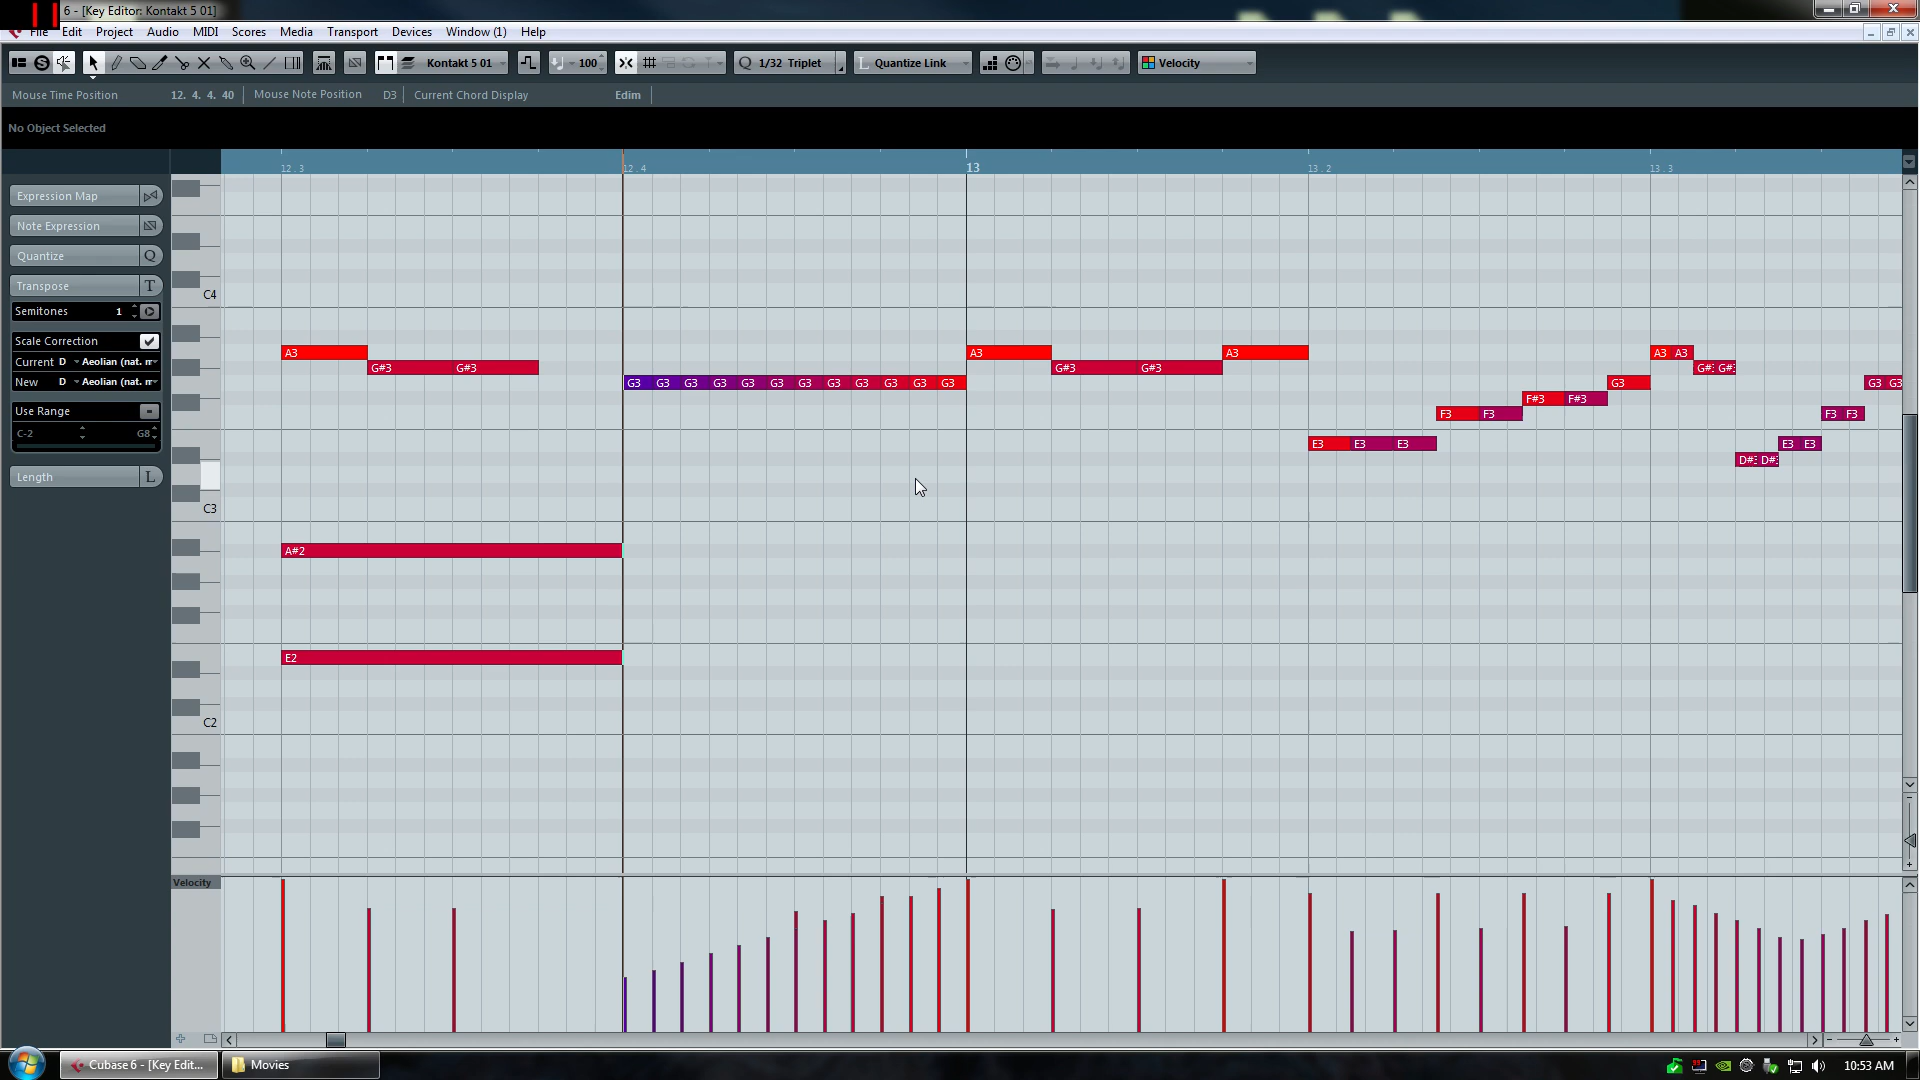 6 - [Key Editor: Kontakt 5 01]
File Edit Project Audio MIDI Scores Media Transport Devices Window (1) Help
Kontakt 5 01 100 Q 1/32 Triplet L Quantize Link Velocity
Mouse Time Position 12. 4. 4. 40 Mouse Note Position D3 Current Chord Display Edim
No Object Selected
12.3 12.4 13 13.2 13.3
Expression Map
Note Expression
Quantize Q
Transpose T
Semitones 1
Scale Correction
Current D Aeolian (nat. m
New D Aeolian (nat. m
Use Range
C-2 G8
Length L
C4
C3
C2
A3 A3 A3 A3 A3
G#3 G#3 G#3 G#3 G#3 G#3
G3 G3 G3 G3 G3 G3 G3 G3 G3 G3 G3 G3 G3 G3 G3
F#3 F#3
F3 F3 F3 F3
E3 E3 E3 E3 E3
D#3 D#3
A#2
E2
Velocity
Cubase 6 - [Key Edit... Movies 10:53 AM